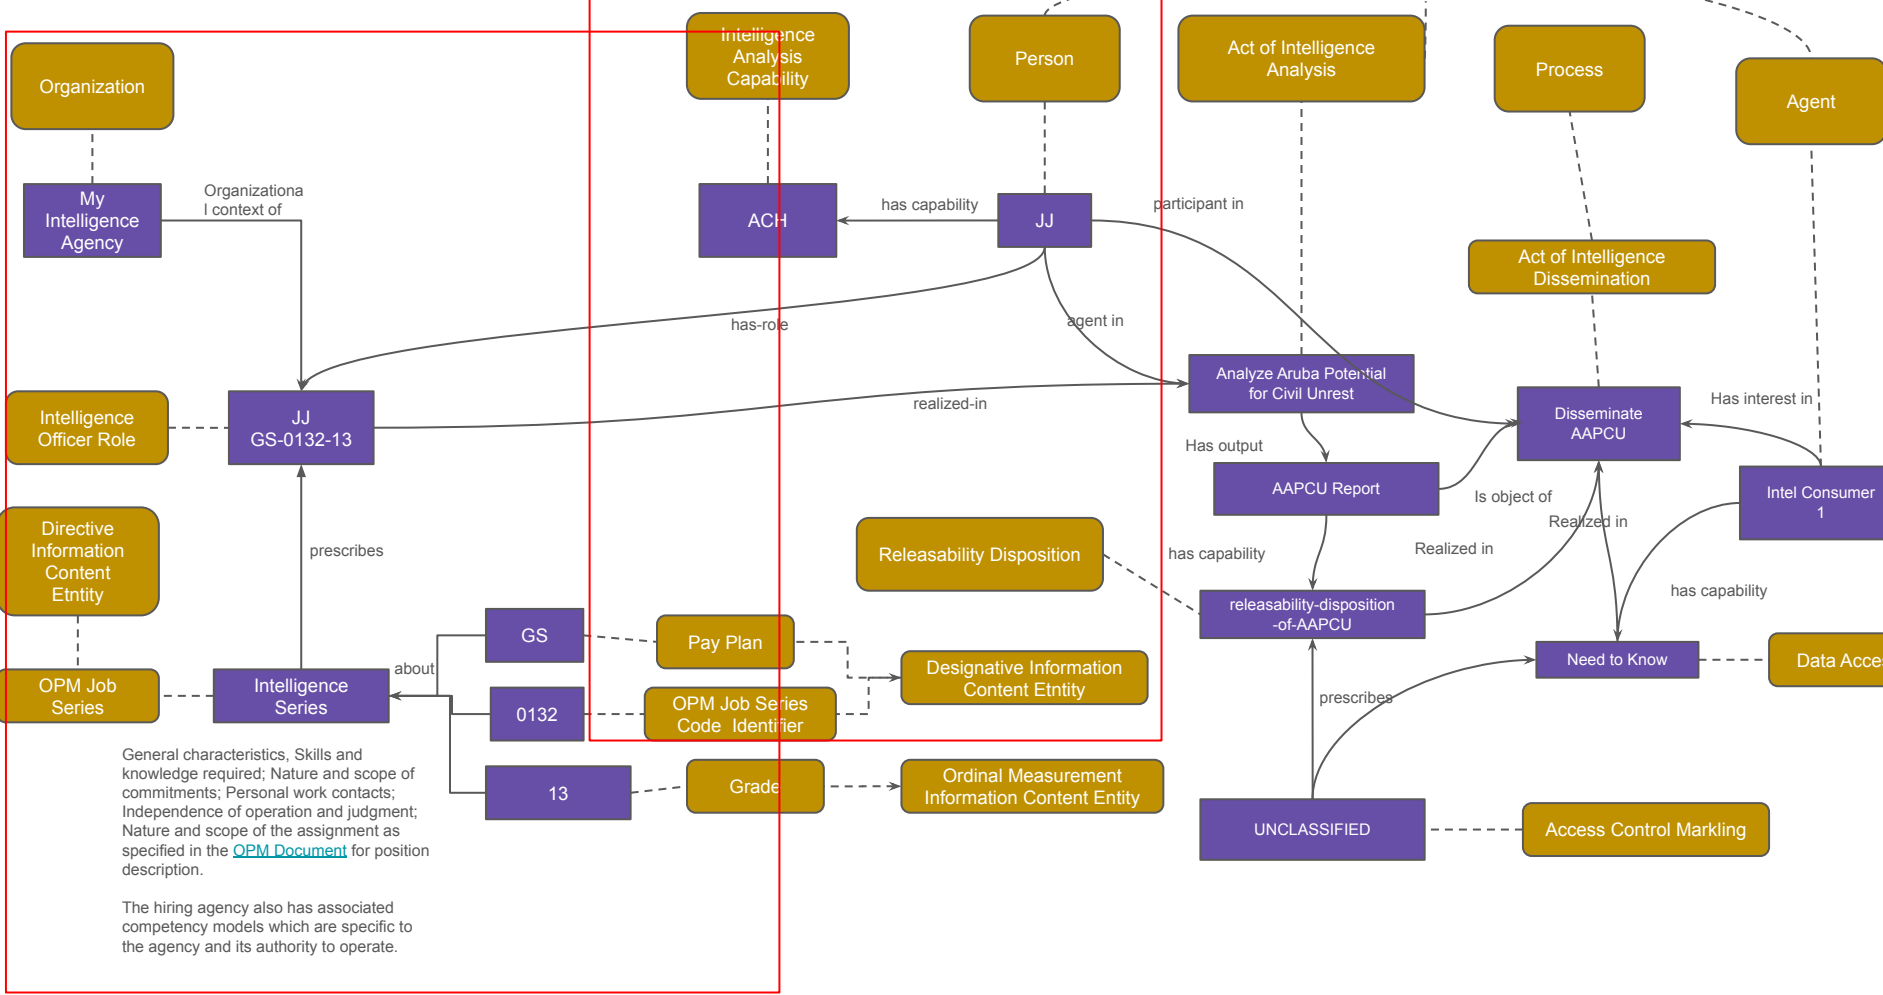 Intelligence
Analysis
Capability
Person
Act of Intelligence
Analysis
Process
Agent
Organization
My
Intelligence
Agency
Organizationa
l context of
ACH
has capability
JJ
participant in
Act of Intelligence
Dissemination
has-role
agent in
Intelligence
Officer Role
JJ
GS-0132-13
realized-in
Analyze Aruba Potential
for Civil Unrest
Disseminate
AAPCU
Has interest in
Has output
AAPCU Report
Is object of
Intel Consumer
1
Directive
Information
Content
Etntity
prescribes
Releasability Disposition
has capability
Realized in
Realized in
has capability
releasability-disposition
-of-AAPCU
GS
Pay Plan
Designative Information
Content Etntity
Need to Know
Data Acces
about
OPM Job
Series
Intelligence
Series
0132
OPM Job Series
Code Identifier
prescribes
General characteristics, Skills and
knowledge required; Nature and scope of
commitments; Personal work contacts;
Independence of operation and judgment;
Nature and scope of the assignment as
specified in the OPM Document for position
description.
The hiring agency also has associated
competency models which are specific to
the agency and its authority to operate.
13
Grade
Ordinal Measurement
Information Content Entity
UNCLASSIFIED
Access Control Markling